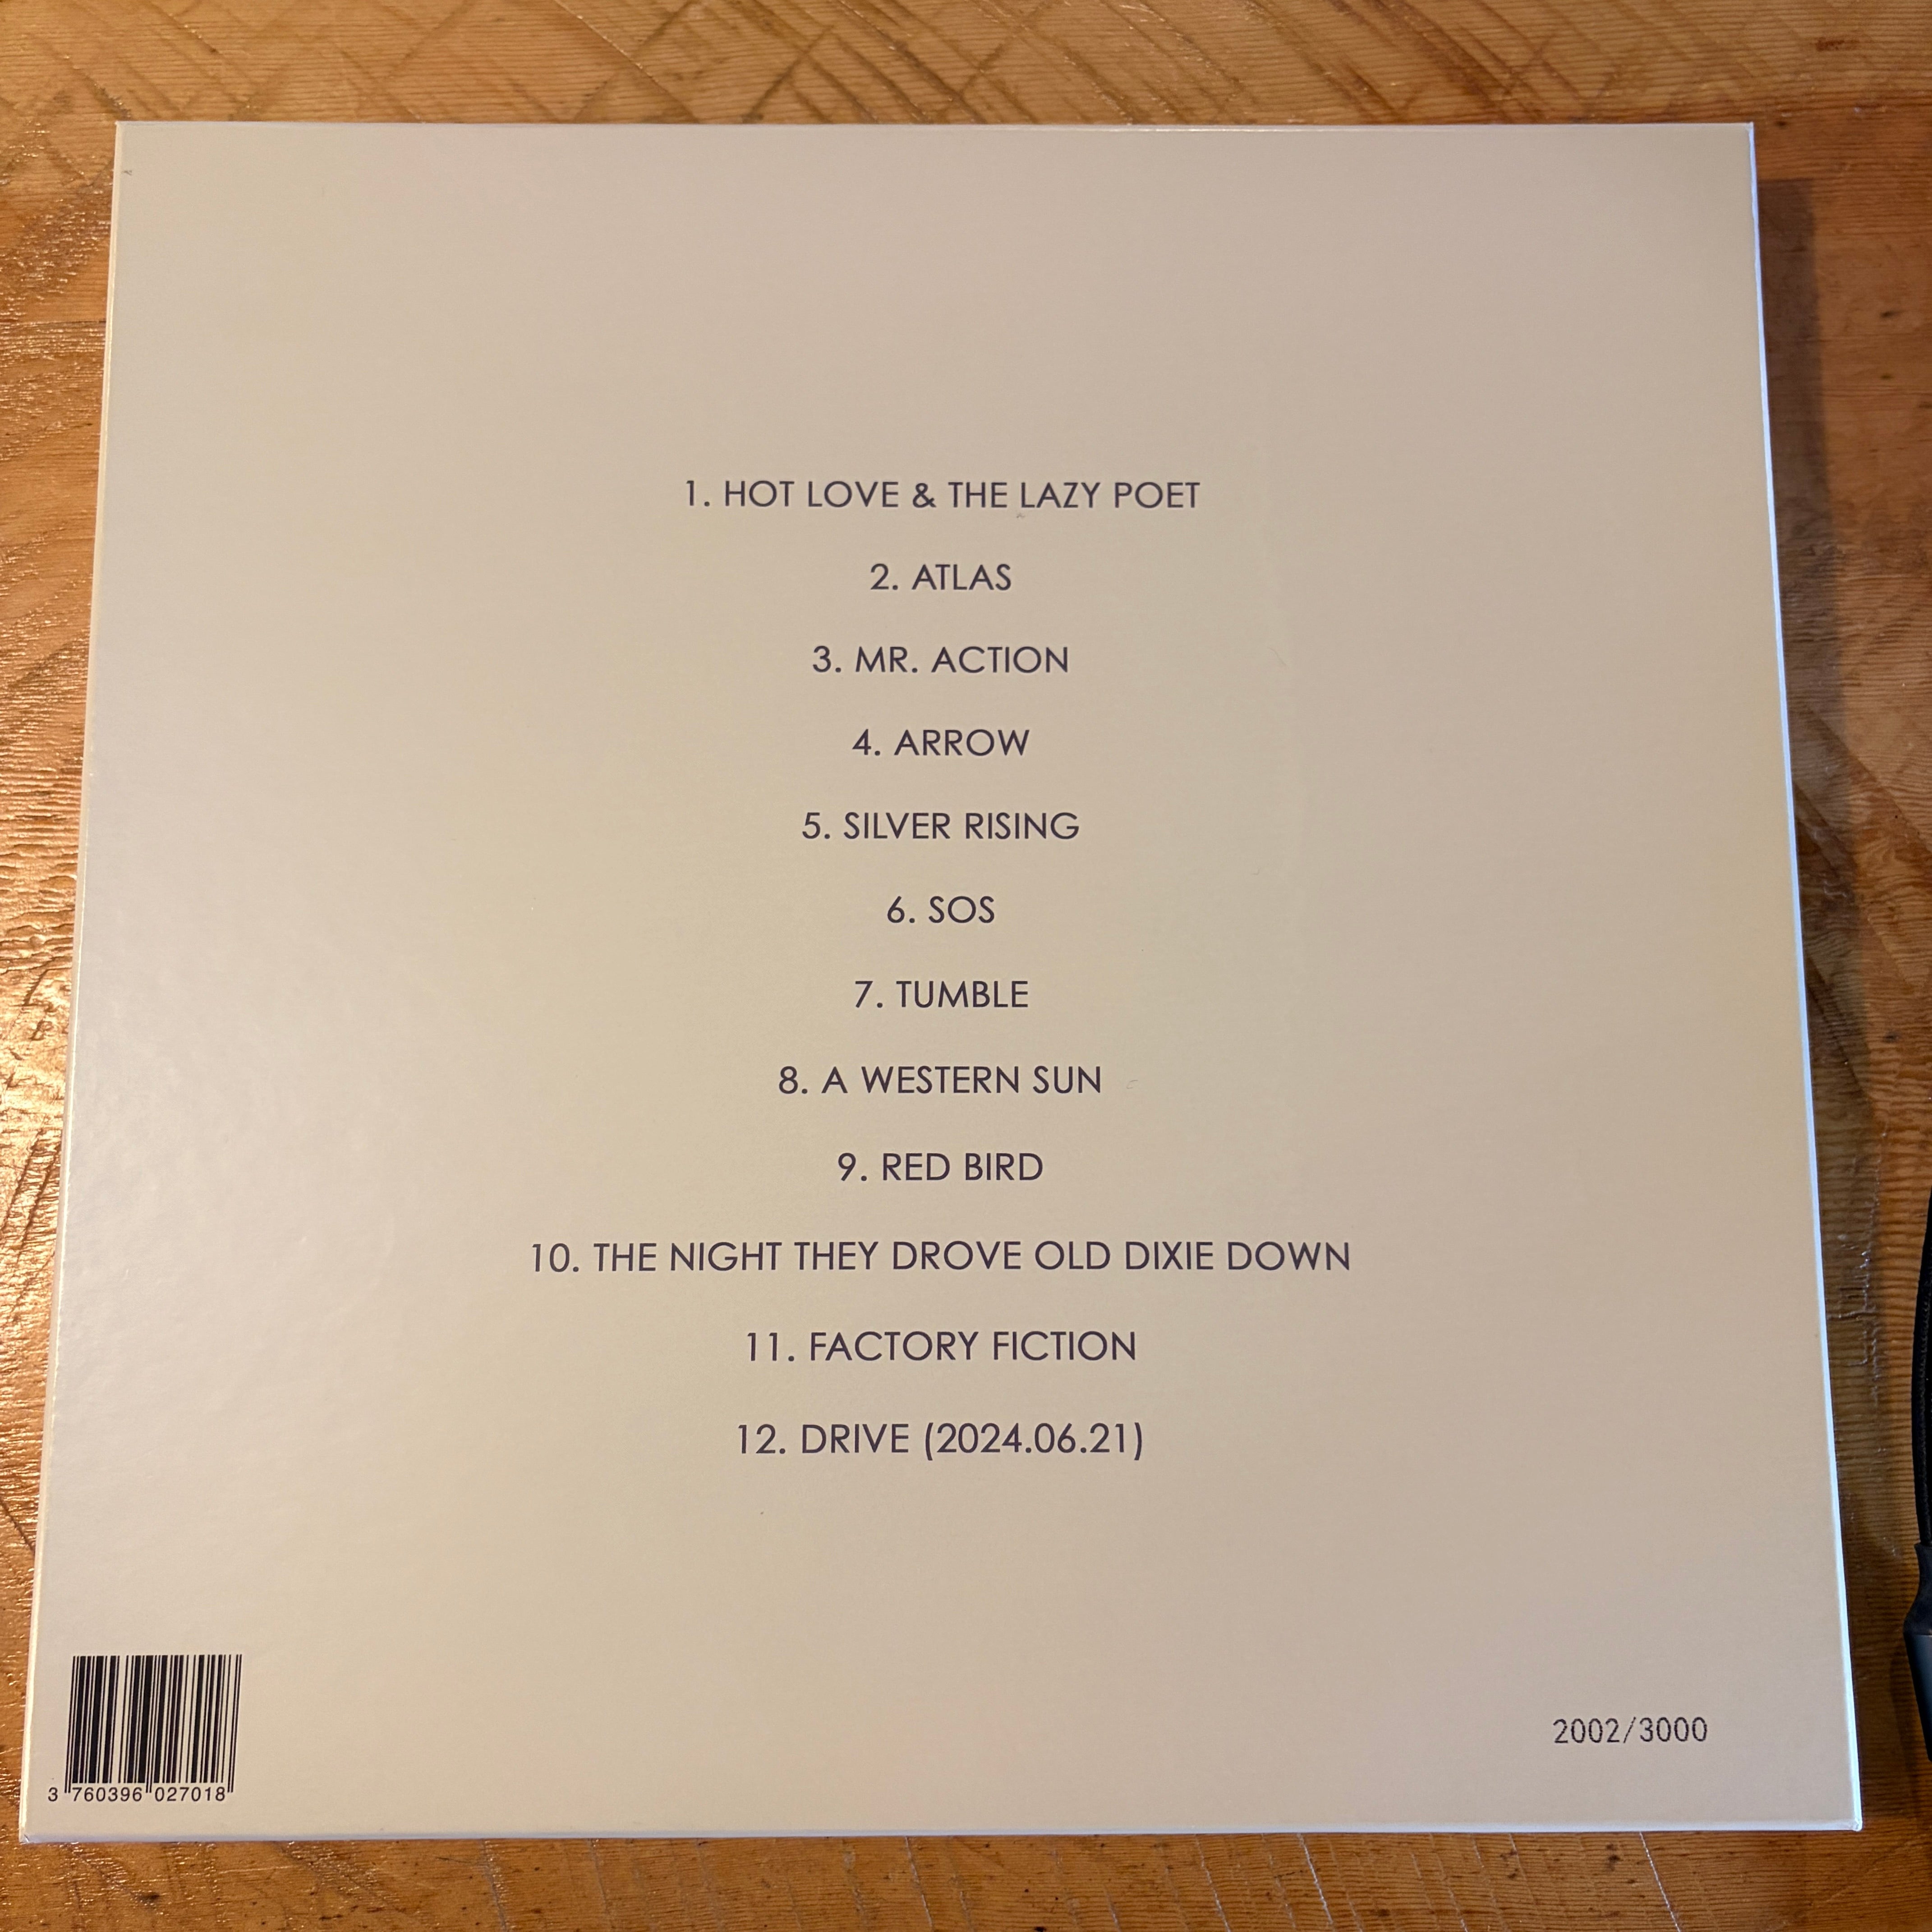 1. HOT LOVE & THE LAZY POET
2. ATLAS
3. MR. ACTION
4. ARROW
5. SILVER RISING
6. SOS
7. TUMBLE
8. A WESTERN SUN
9. RED BIRD
10. THE NIGHT THEY DROVE OLD DIXIE DOWN
11. FACTORY FICTION
12. DRIVE (2024.06.21)
2002/3000
3 760396 027018